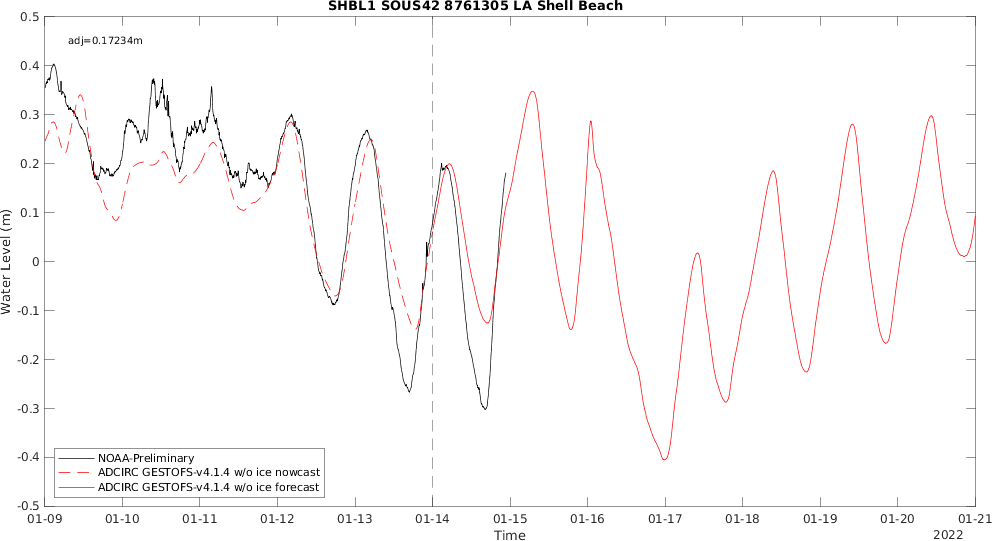 SHBL1 SOUS42 8761305 LA Shell Beach
adj=0.17234m
0.5
0.4
0.3
0.2
0.1
0
-0.1
-0.2
-0.3
-0.4
-0.5
Water Level (m)
NOAA-Preliminary
ADCIRC GESTOFS-v4.1.4 w/o ice nowcast
ADCIRC GESTOFS-v4.1.4 w/o ice forecast
01-09 01-10 01-11 01-12 01-13 01-14 01-15 01-16 01-17 01-18 01-19 01-20 01-21
Time
2022